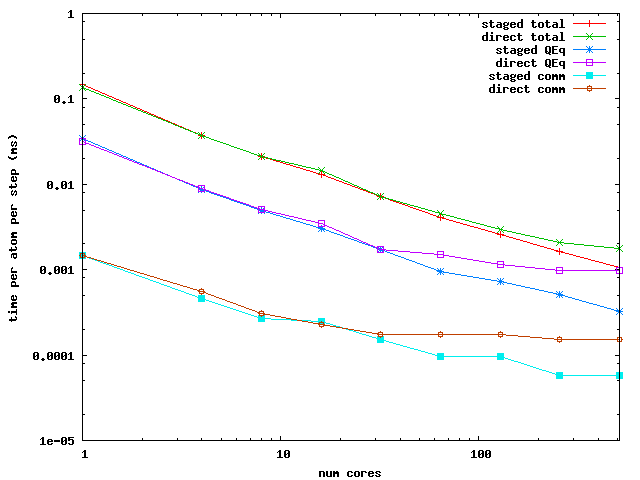 staged total
direct total
staged QEq
direct QEq
staged comm
direct comm
time per atom per step (ms)
1
0.1
0.01
0.001
0.0001
1e-05
1
10
100
num cores